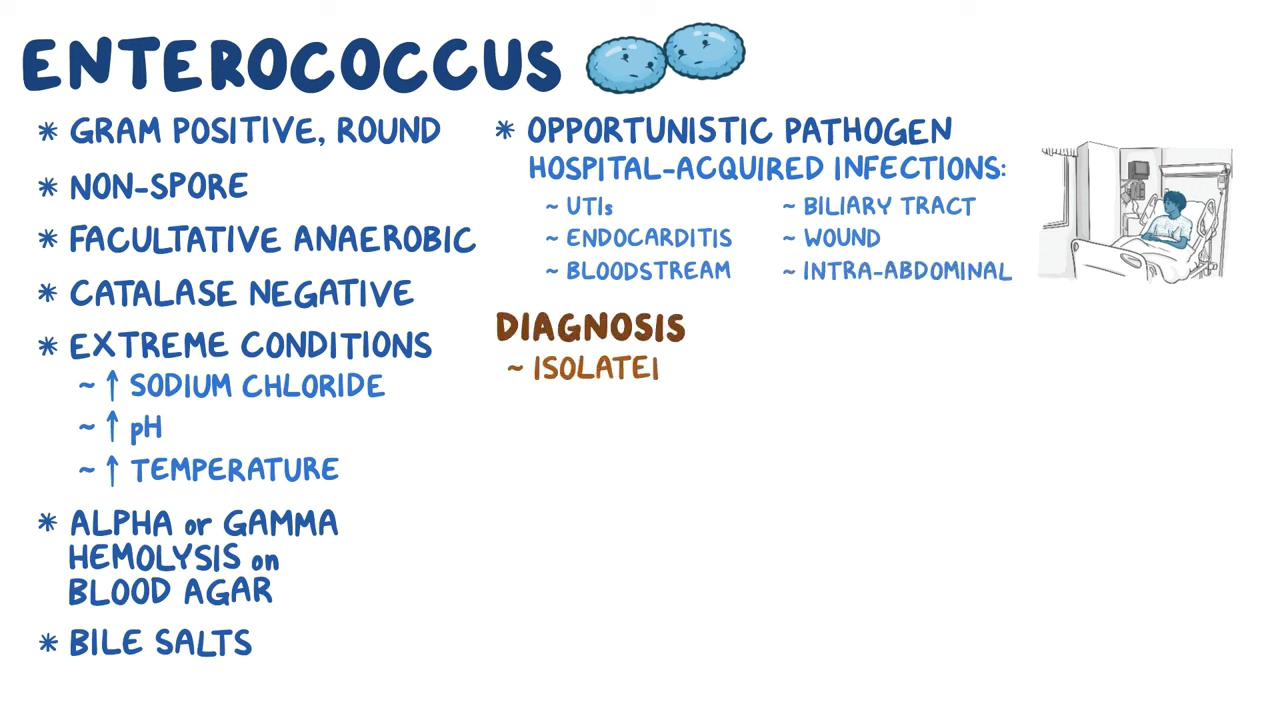 ENTEROCOCCUS
* GRAM POSITIVE, ROUND
* NON-SPORE
* FACULTATIVE ANAEROBIC
* CATALASE NEGATIVE
* EXTREME CONDITIONS
~ ↑ SODIUM CHLORIDE
~ ↑ pH
~ ↑ TEMPERATURE
* ALPHA or GAMMA
HEMOLYSIS on
BLOOD AGAR
* BILE SALTS
* OPPORTUNISTIC PATHOGEN
HOSPITAL-ACQUIRED INFECTIONS:
~ UTIs
~ ENDOCARDITIS
~ BLOODSTREAM
~ BILIARY TRACT
~ WOUND
~ INTRA-ABDOMINAL
DIAGNOSIS
~ ISOLATEI